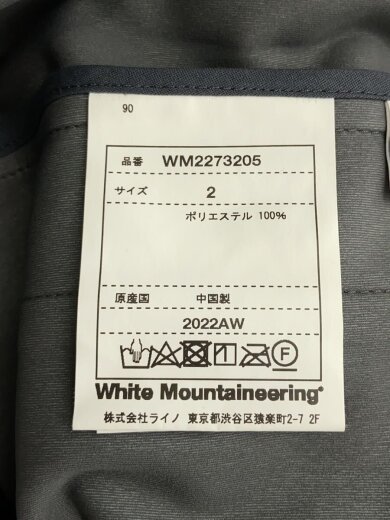 90
品番 WM2273205
サイズ 2
ポリエステル 100%
原産国 中国製
2022AW
F
White Mountaineering®
株式会社ライノ 東京都渋谷区猿楽町2-7 2F